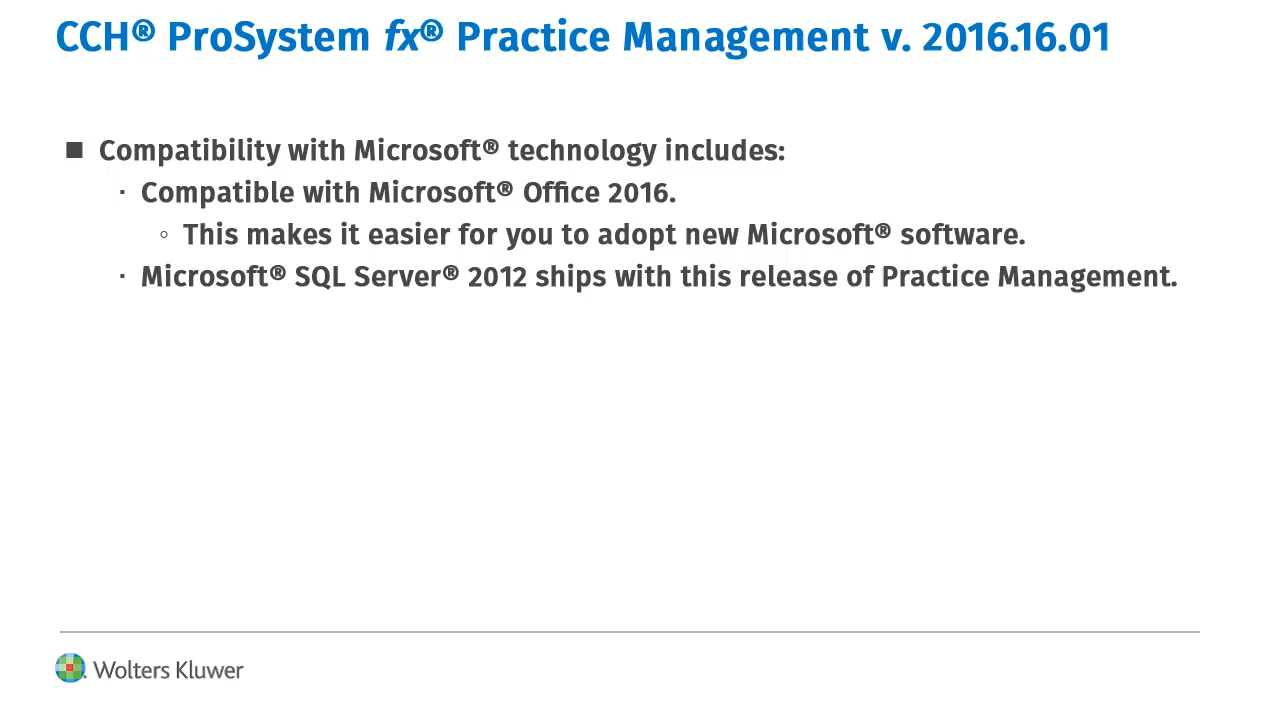 CCH® ProSystem fx® Practice Management v. 2016.16.01
■ Compatibility with Microsoft® technology includes:
· Compatible with Microsoft® Office 2016.
◦ This makes it easier for you to adopt new Microsoft® software.
· Microsoft® SQL Server® 2012 ships with this release of Practice Management.
Wolters Kluwer